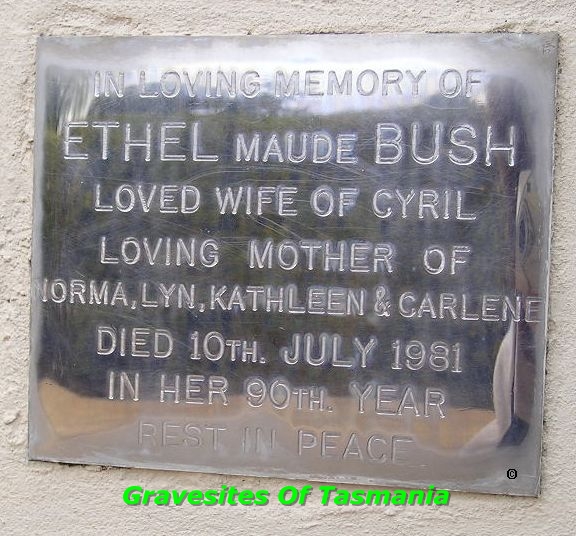 IN LOVING MEMORY OF
ETHEL MAUDE BUSH
LOVED WIFE OF CYRIL
LOVING MOTHER OF
NORMA, LYN, KATHLEEN & CARLENE
DIED 10TH. JULY 1981
IN HER 90TH. YEAR
REST IN PEACE
©
Gravesites Of Tasmania